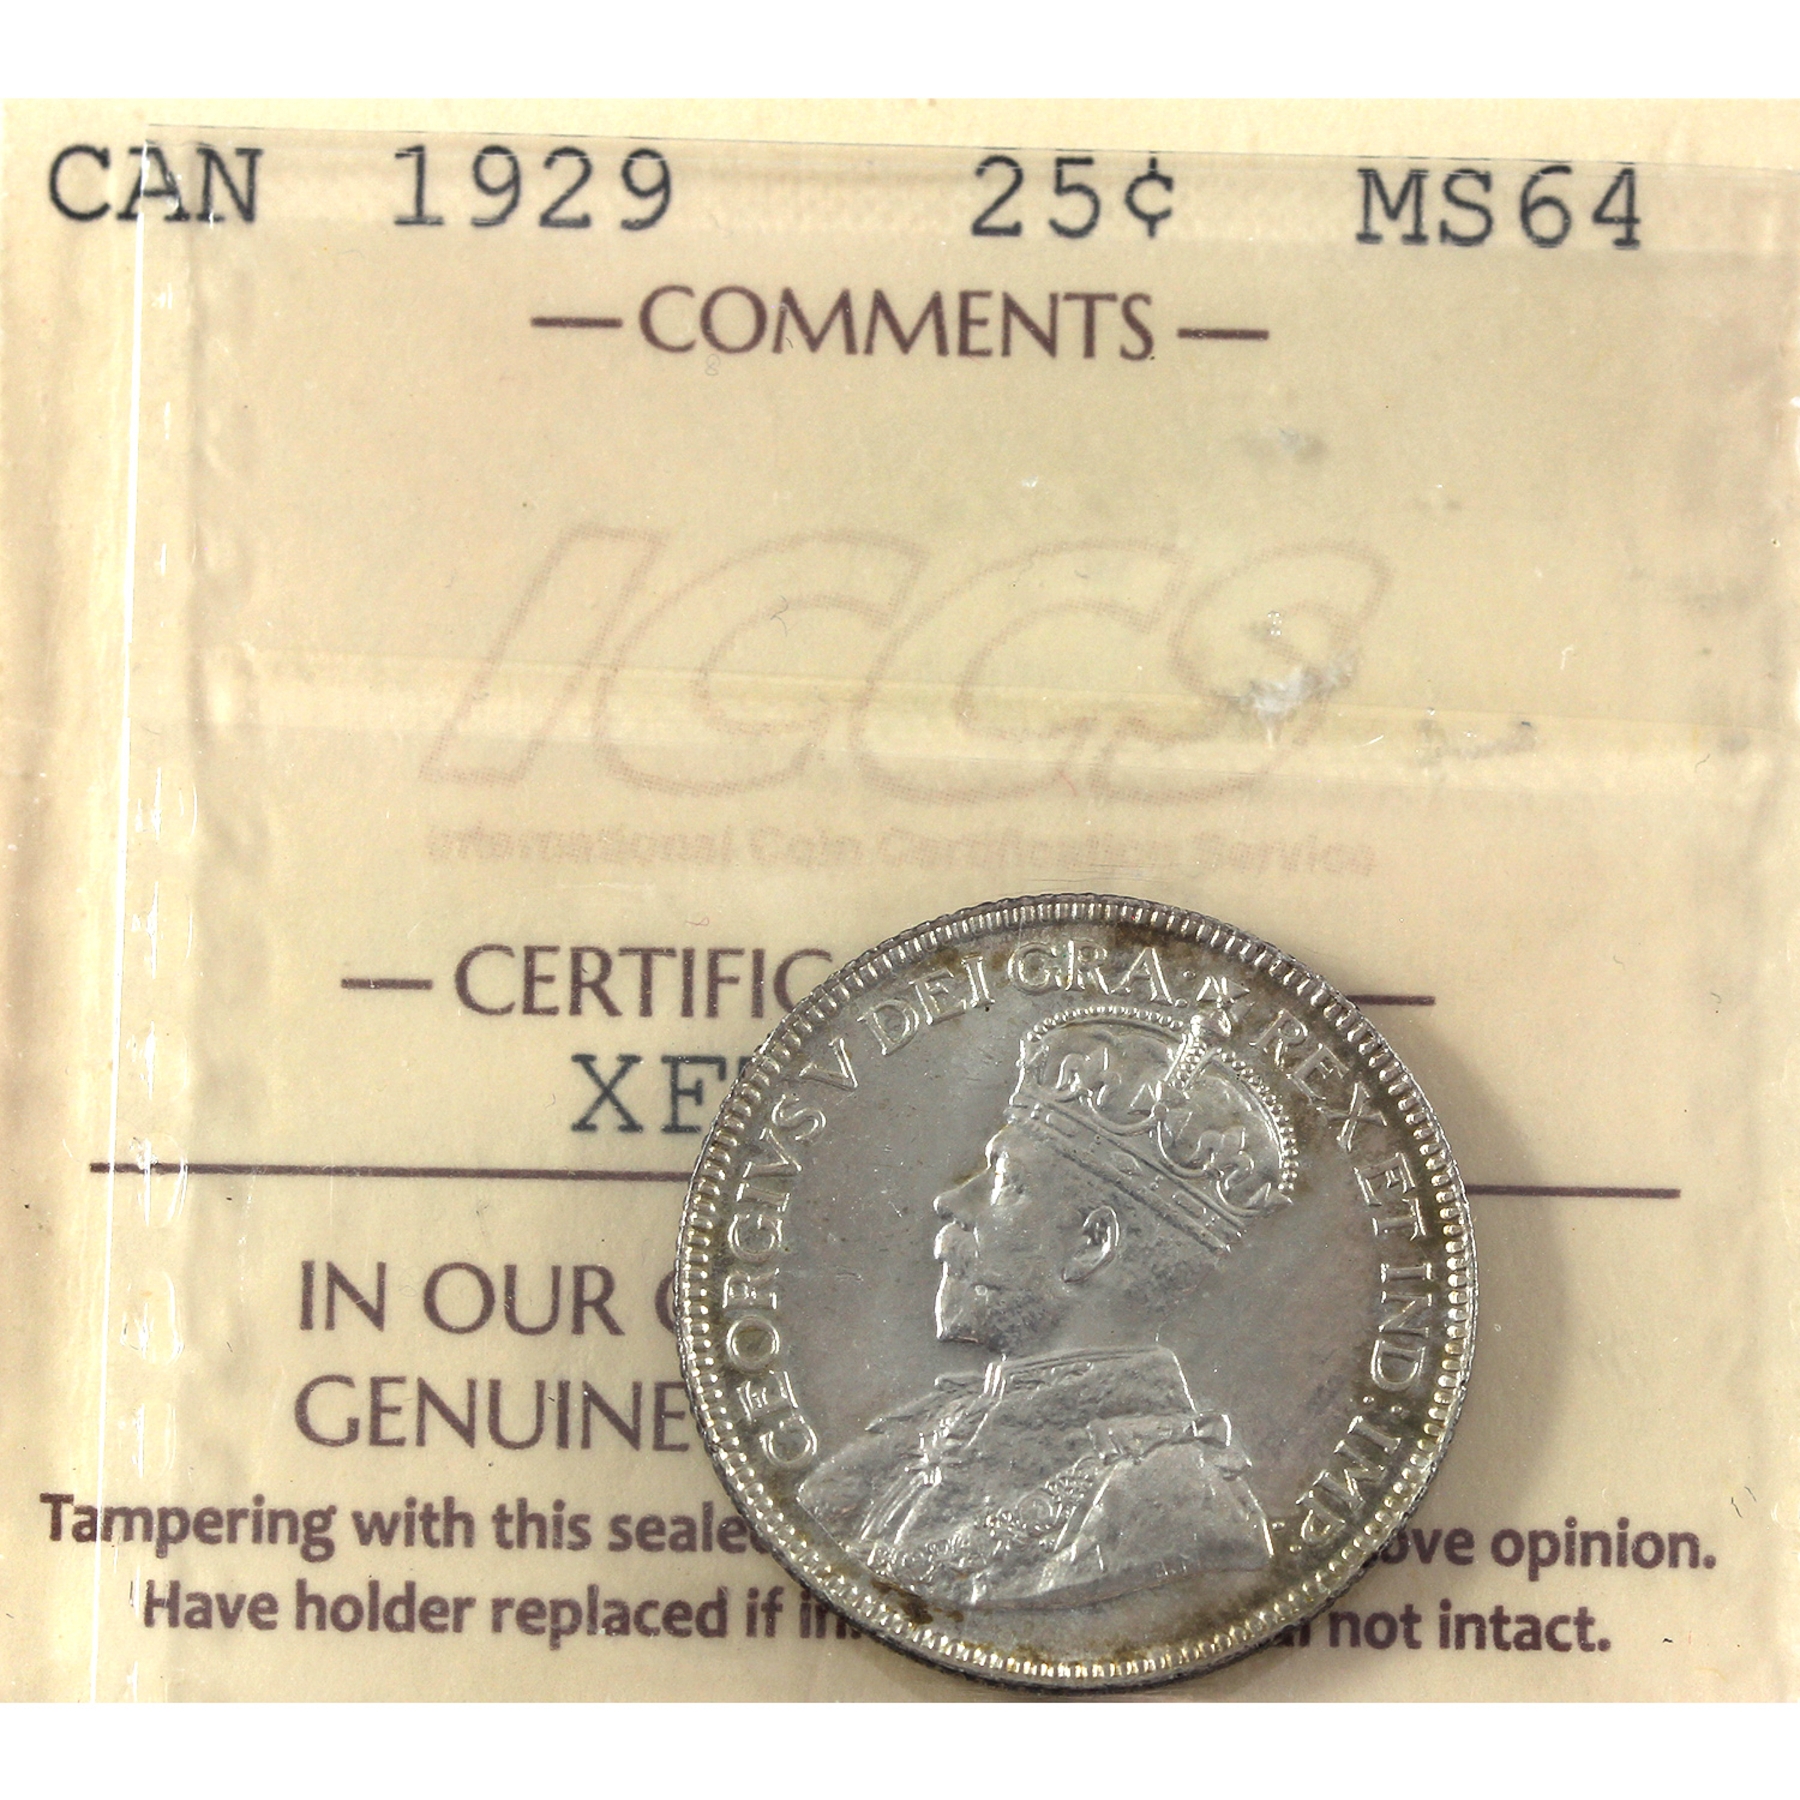 CAN 1929 25¢ MS64
—COMMENTS—
ICCS
International Coin Certification Service
—CERTIFIC —
XE
IN OUR
GENUINE
Tampering with this seale ove opinion.
Have holder replaced if in not intact.
GEORGIVS V DEI GRA: REX ET IND: IMP: